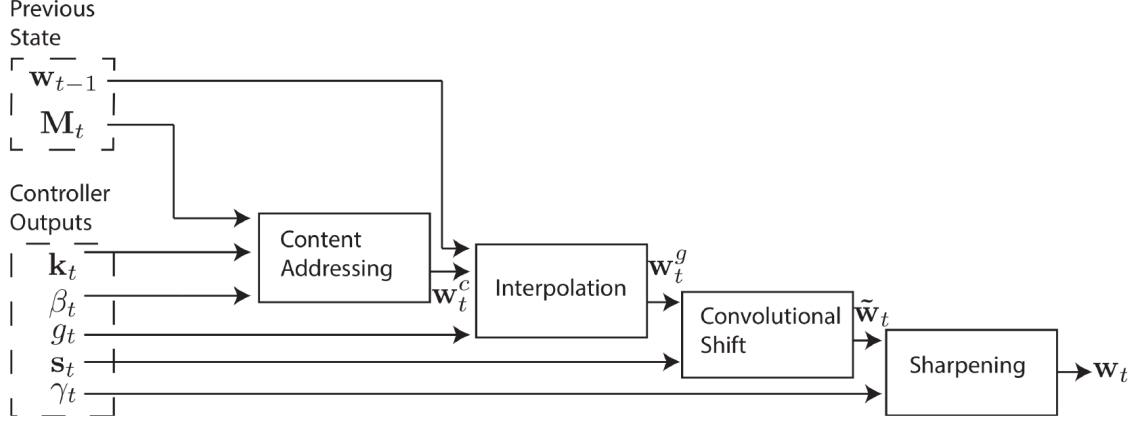 Previous
State
w_{t−1}
M_t
Controller
Outputs
k_t
β_t
g_t
s_t
γ_t
Content
Addressing
w_t^c
Interpolation
w_t^g
Convolutional
Shift
w̃_t
Sharpening
w_t